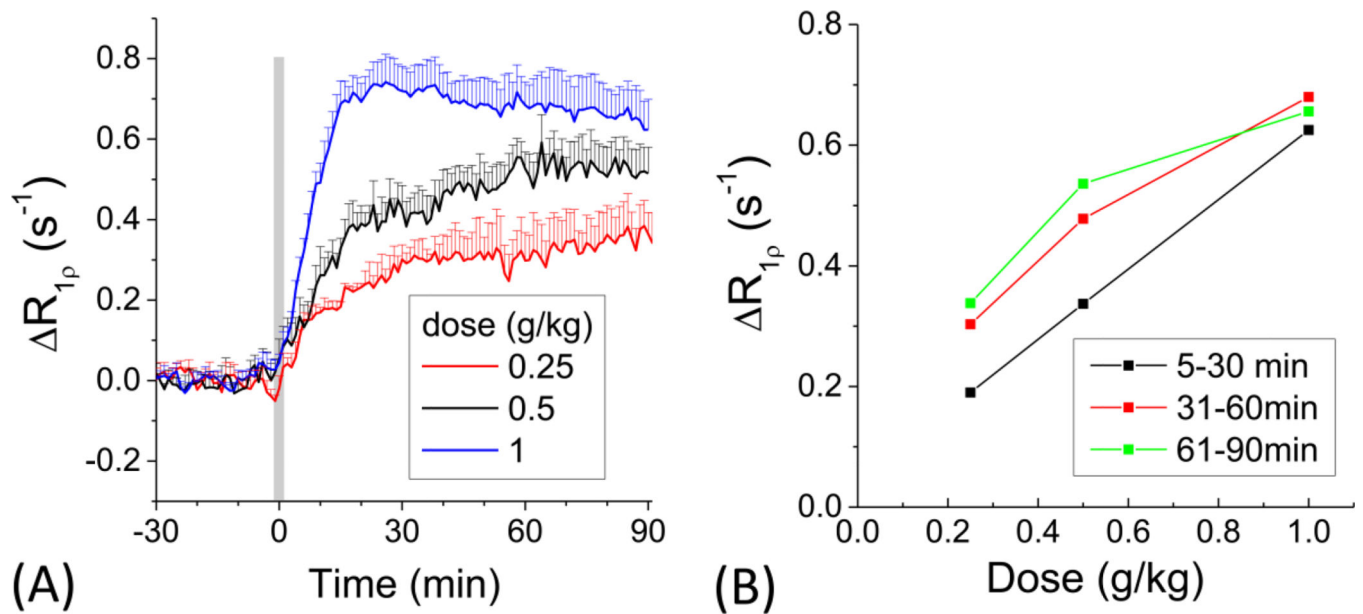 0.8
0.6
0.4
0.2
0.0
-0.2
ΔR1ρ (s-1)
dose (g/kg)
0.25
0.5
1
-30 0 30 60 90
(A) Time (min)
0.8
0.6
0.4
0.2
0.0
ΔR1ρ (s-1)
5-30 min
31-60min
61-90min
0.0 0.2 0.4 0.6 0.8 1.0
(B) Dose (g/kg)